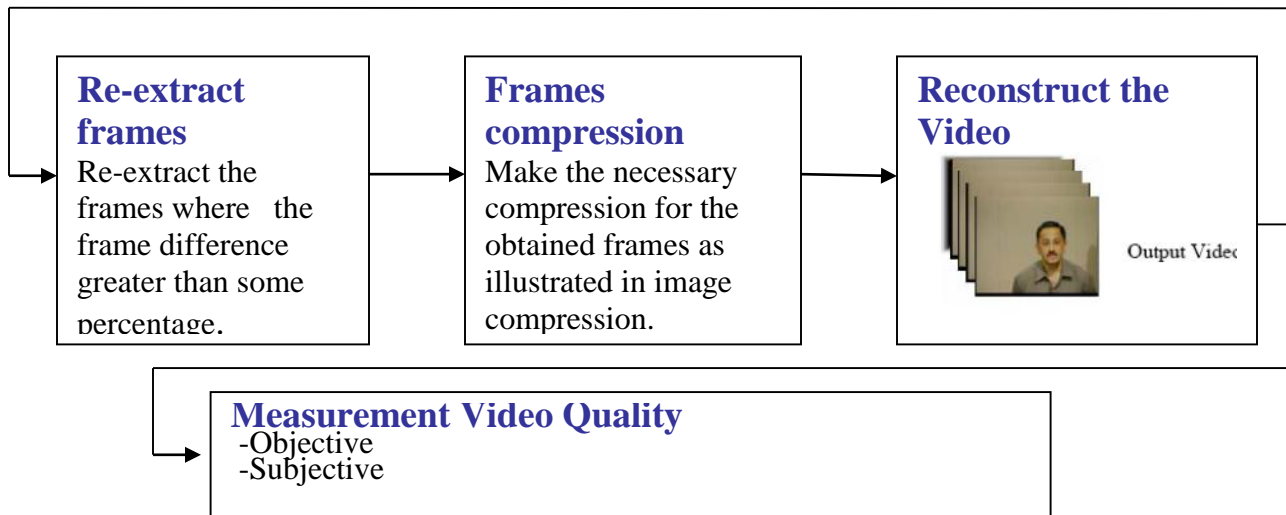 Re-extract
frames
Re-extract the
frames where the
frame difference
greater than some
percentage.
Frames
compression
Make the necessary
compression for the
obtained frames as
illustrated in image
compression.
Reconstruct the
Video
Output Video
Measurement Video Quality
-Objective
-Subjective